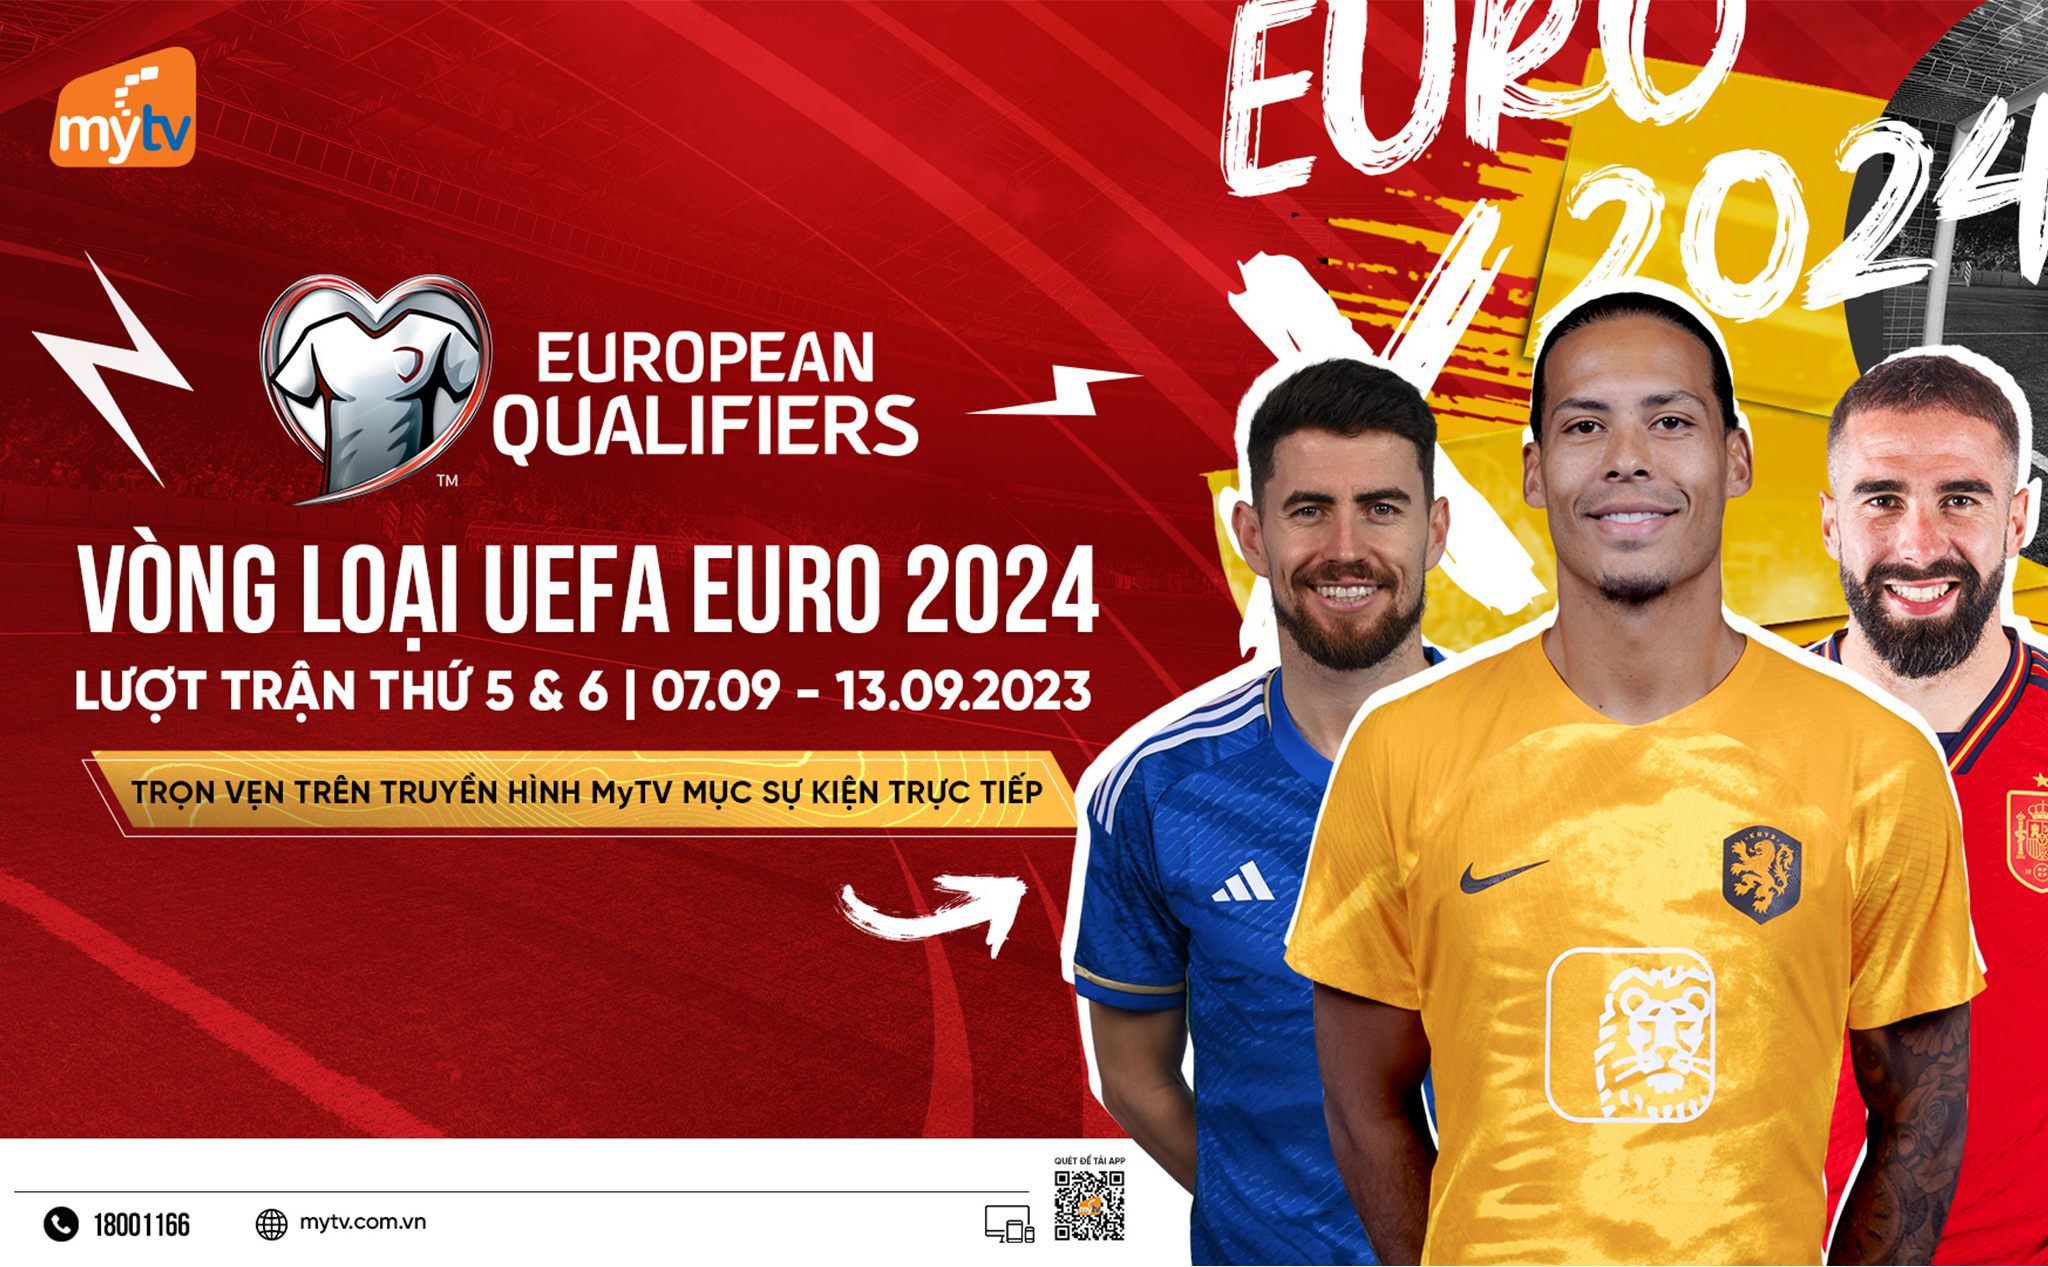 mytv
EURO
2024
EUROPEAN
QUALIFIERS
TM
VÒNG LOẠI UEFA EURO 2024
LƯỢT TRẬN THỨ 5 & 6 | 07.09 - 13.09.2023
TRỌN VẸN TRÊN TRUYỀN HÌNH MyTV MỤC SỰ KIỆN TRỰC TIẾP
KNVB
QUÉT ĐỂ TẢI APP
mytv
18001166
mytv.com.vn